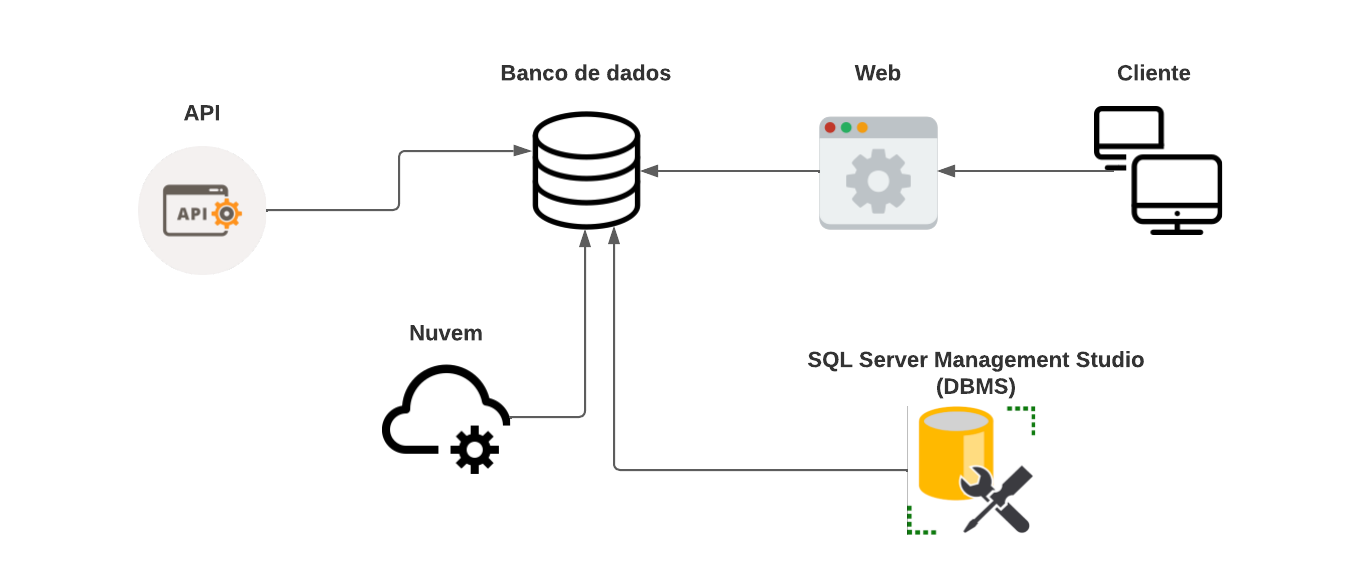 Banco de dados
Web
Cliente
API
API
Nuvem
SQL Server Management Studio
(DBMS)